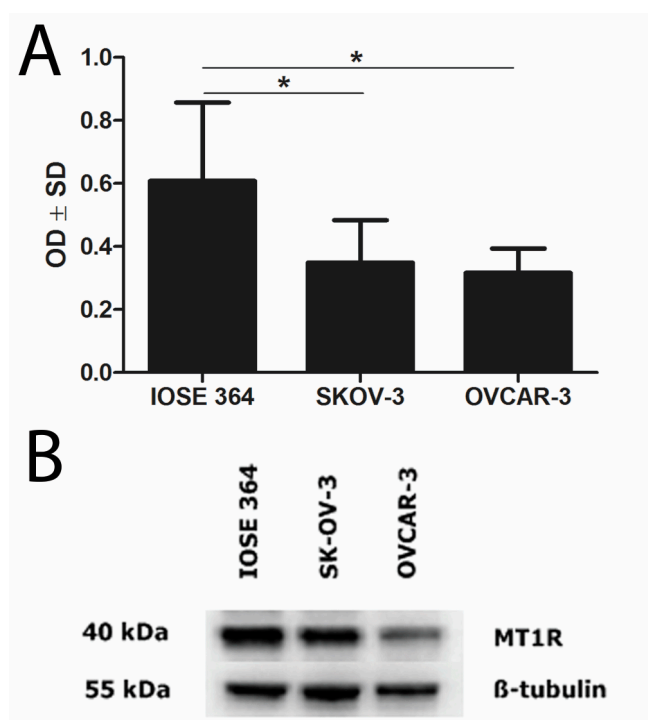 A
*
*
1.0
0.8
0.6
0.4
0.2
0.0
OD ± SD
IOSE 364 SKOV-3 OVCAR-3
B
IOSE 364
SK-OV-3
OVCAR-3
40 kDa MT1R
55 kDa ß-tubulin